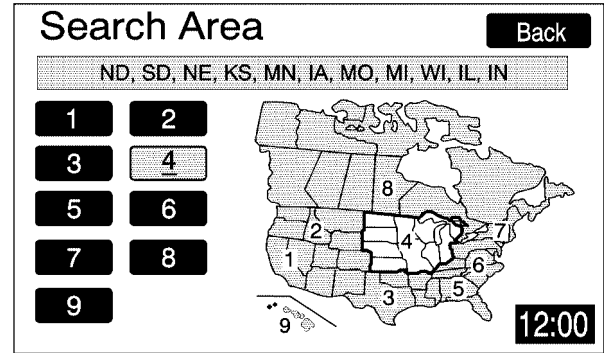 Search Area
Back
ND, SD, NE, KS, MN, IA, MO, MI, WI, IL, IN
1 2
3 4
5 6
7 8
9
8
2 4 7
1 6
3 5
9
12:00